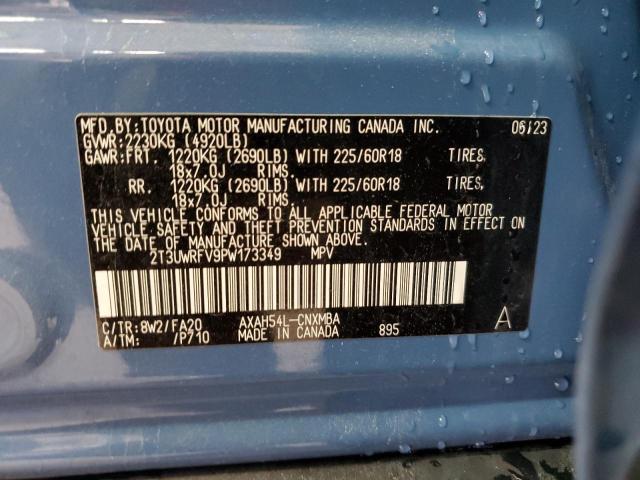 MFD.BY:TOYOTA MOTOR MANUFACTURING CANADA INC. 06/23
GVWR:2230KG (4920LB)
GAWR:FRT. 1220KG (2690LB) WITH 225/60R18 TIRES,
18x7.0J RIMS.
RR. 1220KG (2690LB) WITH 225/60R18 TIRES,
18x7.0J RIMS.
THIS VEHICLE CONFORMS TO ALL APPLICABLE FEDERAL MOTOR
VEHICLE SAFETY AND THEFT PREVENTION STANDARDS IN EFFECT ON
THE DATE OF MANUFACTURE SHOWN ABOVE.
2T3UWRFV9PW173349 MPV
C/TR:8W2/FA20 AXAH54L-CNXMBA
A/TM: /P710 MADE IN CANADA 895 A